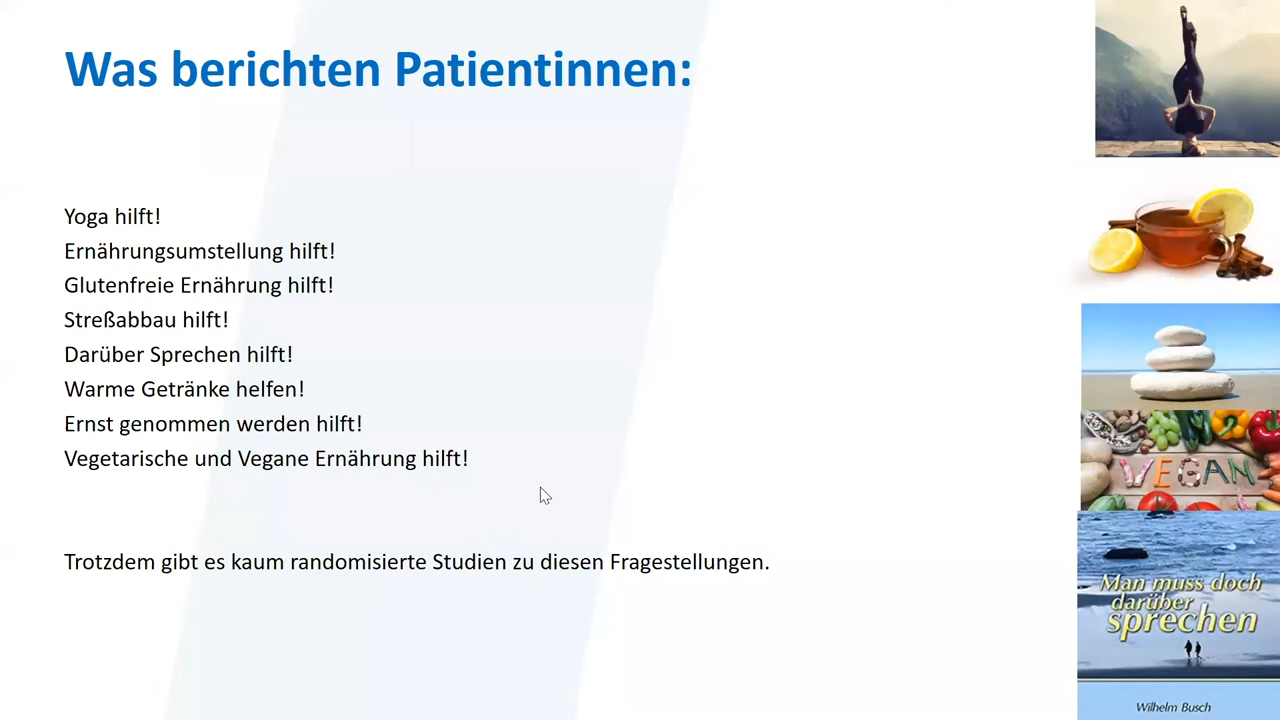 Was berichten Patientinnen:
Yoga hilft!
Ernährungsumstellung hilft!
Glutenfreie Ernährung hilft!
Streßabbau hilft!
Darüber Sprechen hilft!
Warme Getränke helfen!
Ernst genommen werden hilft!
Vegetarische und Vegane Ernährung hilft!
Trotzdem gibt es kaum randomisierte Studien zu diesen Fragestellungen.
VEGAN
Man muss doch
darüber
sprechen
Wilhelm Busch